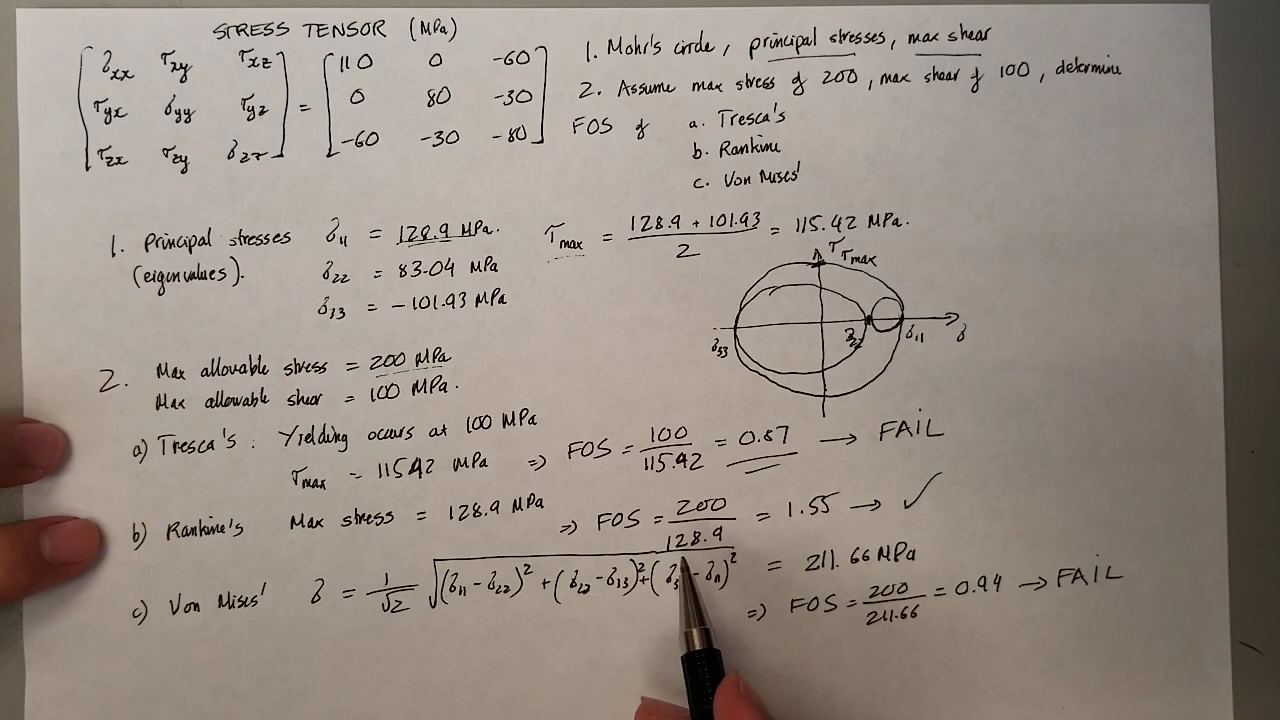 STRESS TENSOR (MPa)
[σxx τxy τxz] = [110 0 -60]
[τyx σyy τyz] [0 80 -30]
[τzx τzy σzz] [-60 -30 -80]
1. Mohr's circle, principal stresses, max shear
2. Assume max stress of 200, max shear of 100, determine
FOS of a. Tresca's
b. Rankine
c. Von Mises'
1. Principal stresses σ11 = 128.9 MPa.
(eigenvalues). σ22 = 83.04 MPa
σ33 = -101.93 MPa
τmax = (128.9 + 101.93)/2 = 115.42 MPa.
τ τmax
σ33 σ22 σ11 σ
2. Max allowable stress = 200 MPa
Max allowable shear = 100 MPa.
a) Tresca's: Yielding occurs at 100 MPa
τmax = 115.42 MPa ⇒ FOS = 100/115.42 = 0.87 → FAIL
b) Rankine's Max stress = 128.9 MPa ⇒ FOS = 200/128.9 = 1.55 → ✓
c) Von Mises' σ = 1/√2 √((σ11 - σ22)² + (σ22 - σ33)² + (σ3 - σ11)²) = 211.66 MPa
⇒ FOS = 200/211.66 = 0.94 → FAIL